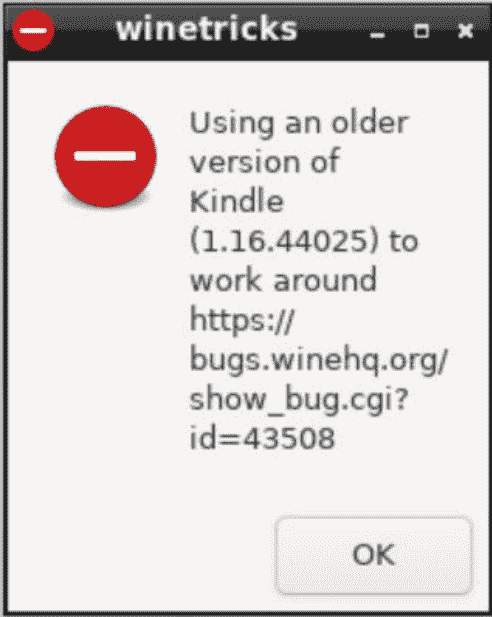 winetricks
Using an older
version of
Kindle
(1.16.44025) to
work around
https://
bugs.winehq.org/
show_bug.cgi?
id=43508
OK